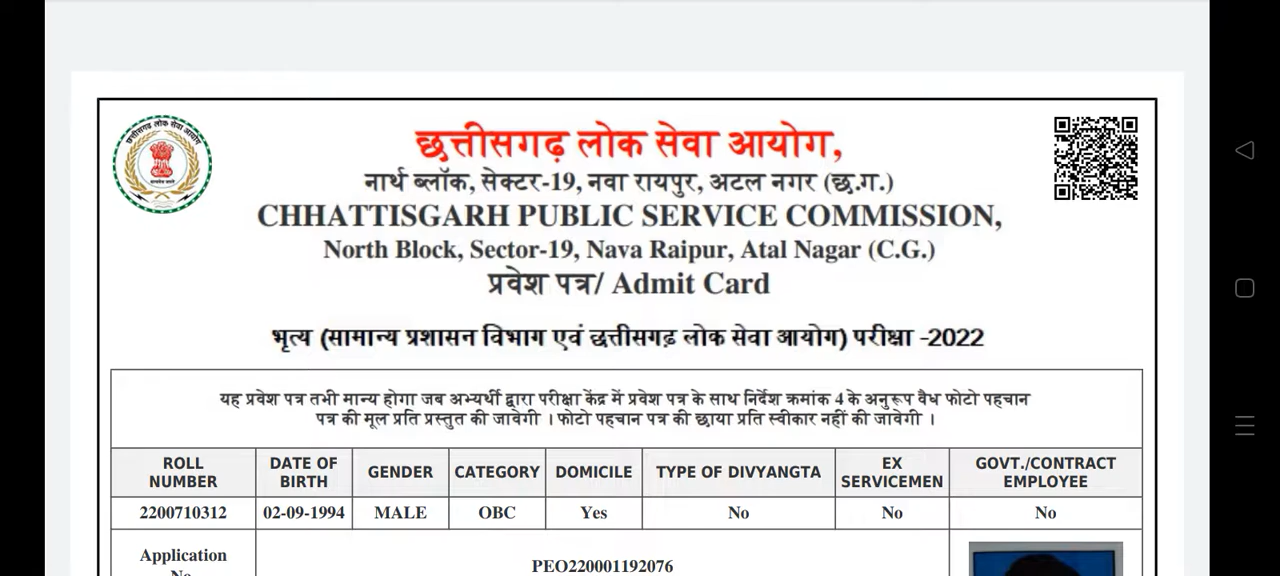 छत्तीसगढ़ लोक सेवा आयोग
छत्तीसगढ़ लोक सेवा आयोग,
नार्थ ब्लॉक, सेक्टर-19, नवा रायपुर, अटल नगर (छ.ग.)
CHHATTISGARH PUBLIC SERVICE COMMISSION,
North Block, Sector-19, Nava Raipur, Atal Nagar (C.G.)
प्रवेश पत्र/ Admit Card
भृत्य (सामान्य प्रशासन विभाग एवं छत्तीसगढ़ लोक सेवा आयोग) परीक्षा -2022
यह प्रवेश पत्र तभी मान्य होगा जब अभ्यर्थी द्वारा परीक्षा केंद्र में प्रवेश पत्र के साथ निर्देश क्रमांक 4 के अनुरूप वैध फोटो पहचान
पत्र की मूल प्रति प्रस्तुत की जावेगी । फोटो पहचान पत्र की छाया प्रति स्वीकार नहीं की जावेगी ।
ROLL NUMBER DATE OF BIRTH GENDER CATEGORY DOMICILE TYPE OF DIVYANGTA EX SERVICEMEN GOVT./CONTRACT EMPLOYEE
2200710312 02-09-1994 MALE OBC Yes No No No
Application
No
PEO220001192076